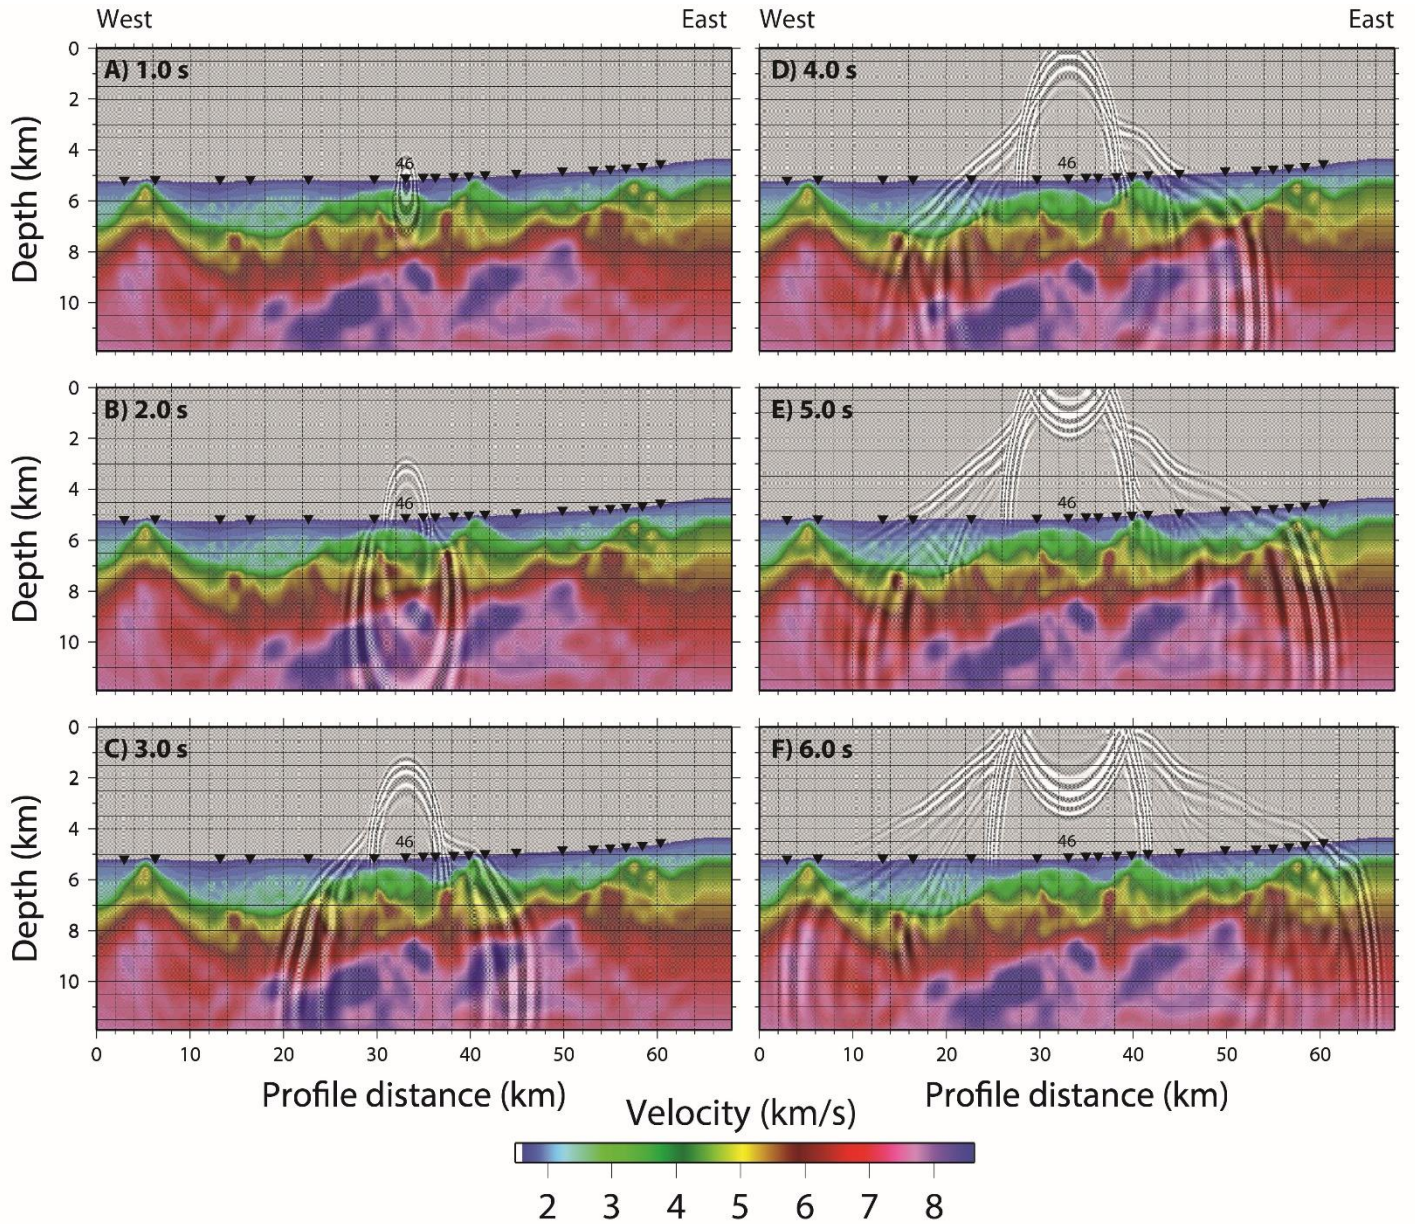 West East West East
A) 1.0 s D) 4.0 s
0 2 4 6 8 10
Depth (km)
46 46
B) 2.0 s E) 5.0 s
0 2 4 6 8 10
Depth (km)
46 46
C) 3.0 s F) 6.0 s
0 2 4 6 8 10
Depth (km)
46 46
0 10 20 30 40 50 60 0 10 20 30 40 50 60
Profile distance (km) Profile distance (km)
Velocity (km/s)
2 3 4 5 6 7 8